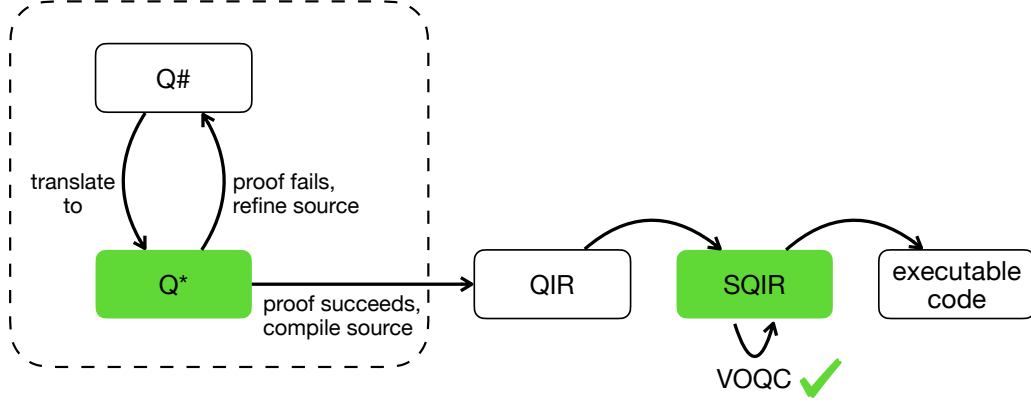 Q#
translate
to
proof fails,
refine source
Q*
proof succeeds,
compile source
QIR
SQIR
executable
code
VOQC